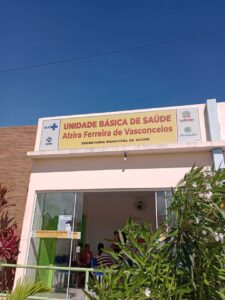 UNIDADE BÁSICA DE SAÚDE
Alzira Ferreira de Vasconcelos
SECRETARIA MUNICIPAL DE SAÚDE